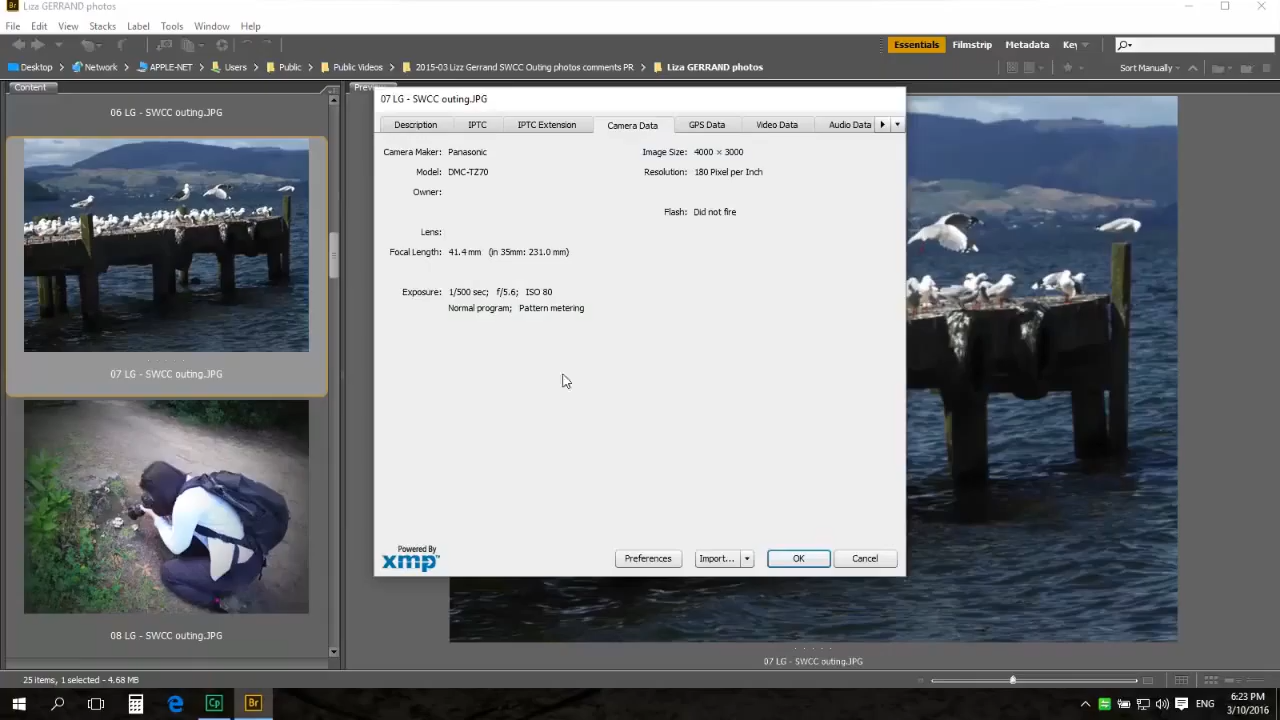 Br Liza GERRAND photos
File Edit View Stacks Label Tools Window Help
Essentials Filmstrip Metadata Key
Desktop Network APPLE-NET Users Public Public Videos 2015-03 Lizz Gerrand SWCC Outing photos comments PR Liza GERRAND photos Sort Manually
Content
06 LG - SWCC outing.JPG
07 LG - SWCC outing.JPG
08 LG - SWCC outing.JPG
Preview
07 LG - SWCC outing.JPG
Description IPTC IPTC Extension Camera Data GPS Data Video Data Audio Data
Camera Maker: Panasonic
Model: DMC-TZ70
Owner:
Lens:
Focal Length: 41.4 mm (in 35mm: 231.0 mm)
Exposure: 1/500 sec; f/5.6; ISO 80
Normal program; Pattern metering
Image Size: 4000 × 3000
Resolution: 180 Pixel per Inch
Flash: Did not fire
Powered By
xmp™
Preferences Import... OK Cancel
07 LG - SWCC outing.JPG
25 items, 1 selected - 4.68 MB
Cp Br
ENG
6:23 PM
3/10/2016